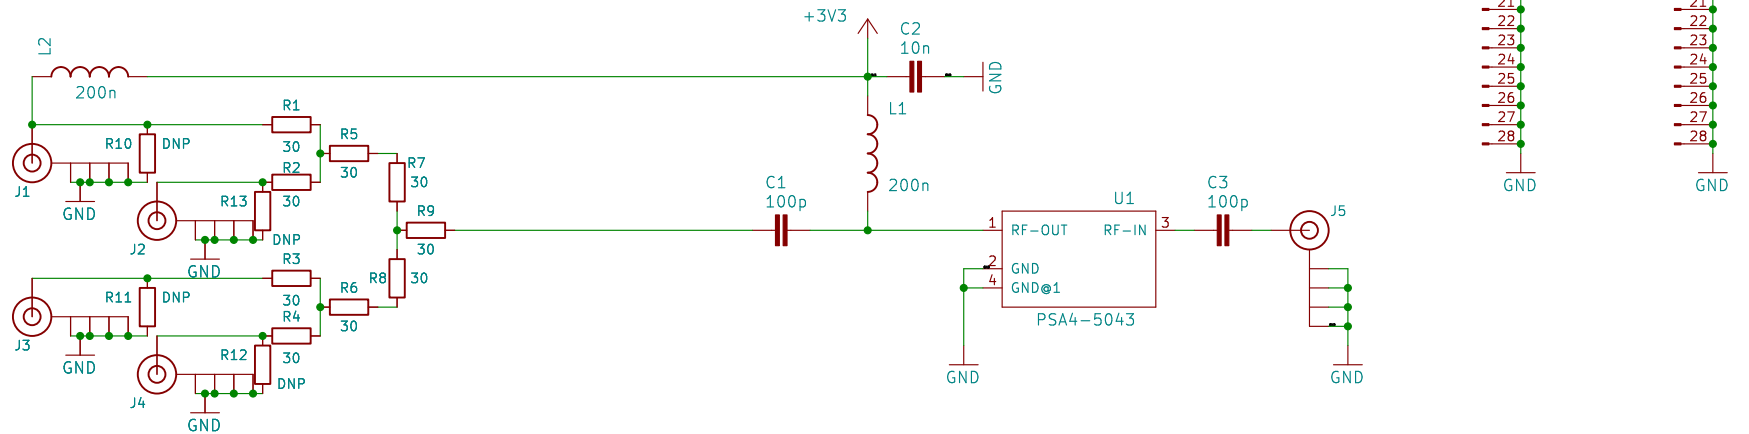 L2
200n
R1
30
R10
DNP
R5
30
J1
GND
R2
30
R13
R7
30
J2
DNP
GND
R9
30
R3
30
R8
30
R11
DNP
R6
30
R4
30
J3
GND
R12
DNP
J4
GND
+3V3
C2
10n
GND
L1
200n
C1
100p
U1
1
RF-OUT
RF-IN
3
2
GND
4
GND@1
PSA4-5043
GND
C3
100p
J5
GND
21
22
23
24
25
26
27
28
GND
21
22
23
24
25
26
27
28
GND